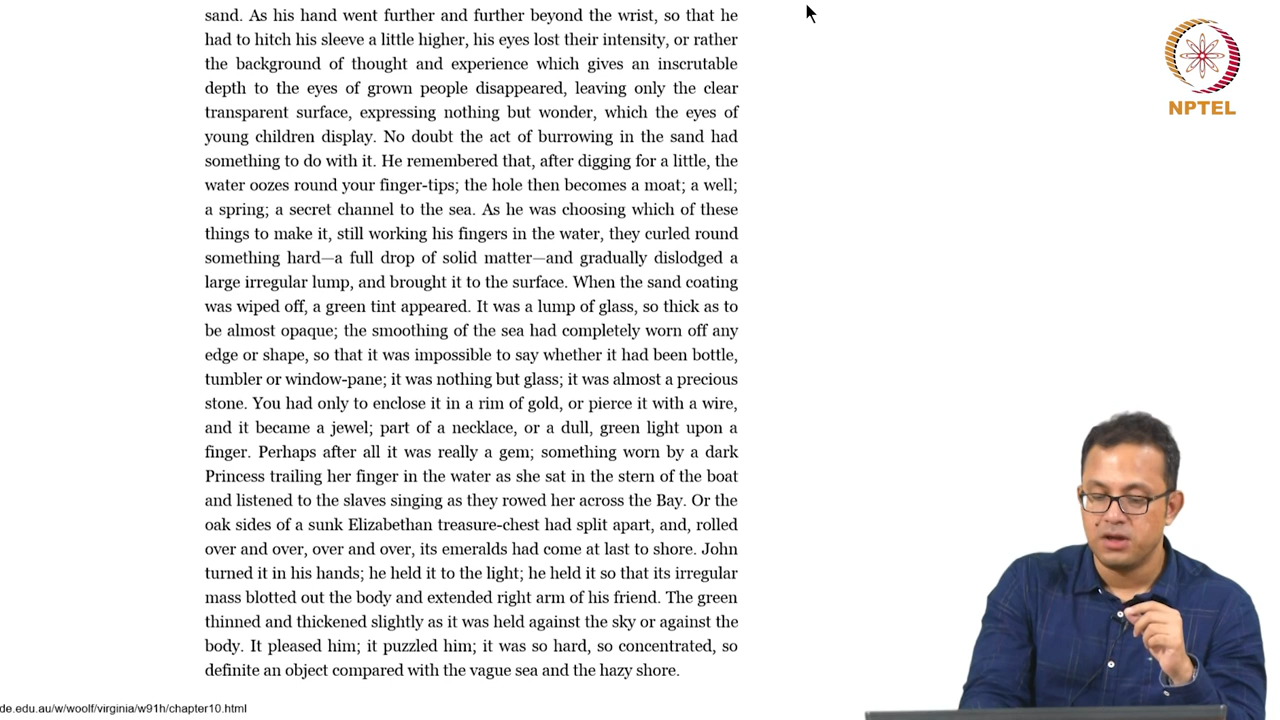 sand. As his hand went further and further beyond the wrist, so that he
had to hitch his sleeve a little higher, his eyes lost their intensity, or rather
the background of thought and experience which gives an inscrutable
depth to the eyes of grown people disappeared, leaving only the clear
transparent surface, expressing nothing but wonder, which the eyes of
young children display. No doubt the act of burrowing in the sand had
something to do with it. He remembered that, after digging for a little, the
water oozes round your finger-tips; the hole then becomes a moat; a well;
a spring; a secret channel to the sea. As he was choosing which of these
things to make it, still working his fingers in the water, they curled round
something hard—a full drop of solid matter—and gradually dislodged a
large irregular lump, and brought it to the surface. When the sand coating
was wiped off, a green tint appeared. It was a lump of glass, so thick as to
be almost opaque; the smoothing of the sea had completely worn off any
edge or shape, so that it was impossible to say whether it had been bottle,
tumbler or window-pane; it was nothing but glass; it was almost a precious
stone. You had only to enclose it in a rim of gold, or pierce it with a wire,
and it became a jewel; part of a necklace, or a dull, green light upon a
finger. Perhaps after all it was really a gem; something worn by a dark
Princess trailing her finger in the water as she sat in the stern of the boat
and listened to the slaves singing as they rowed her across the Bay. Or the
oak sides of a sunk Elizabethan treasure-chest had split apart, and, rolled
over and over, over and over, its emeralds had come at last to shore. John
turned it in his hands; he held it to the light; he held it so that its irregular
mass blotted out the body and extended right arm of his friend. The green
thinned and thickened slightly as it was held against the sky or against the
body. It pleased him; it puzzled him; it was so hard, so concentrated, so
definite an object compared with the vague sea and the hazy shore.
NPTEL
de.edu.au/w/woolf/virginia/w91h/chapter10.html